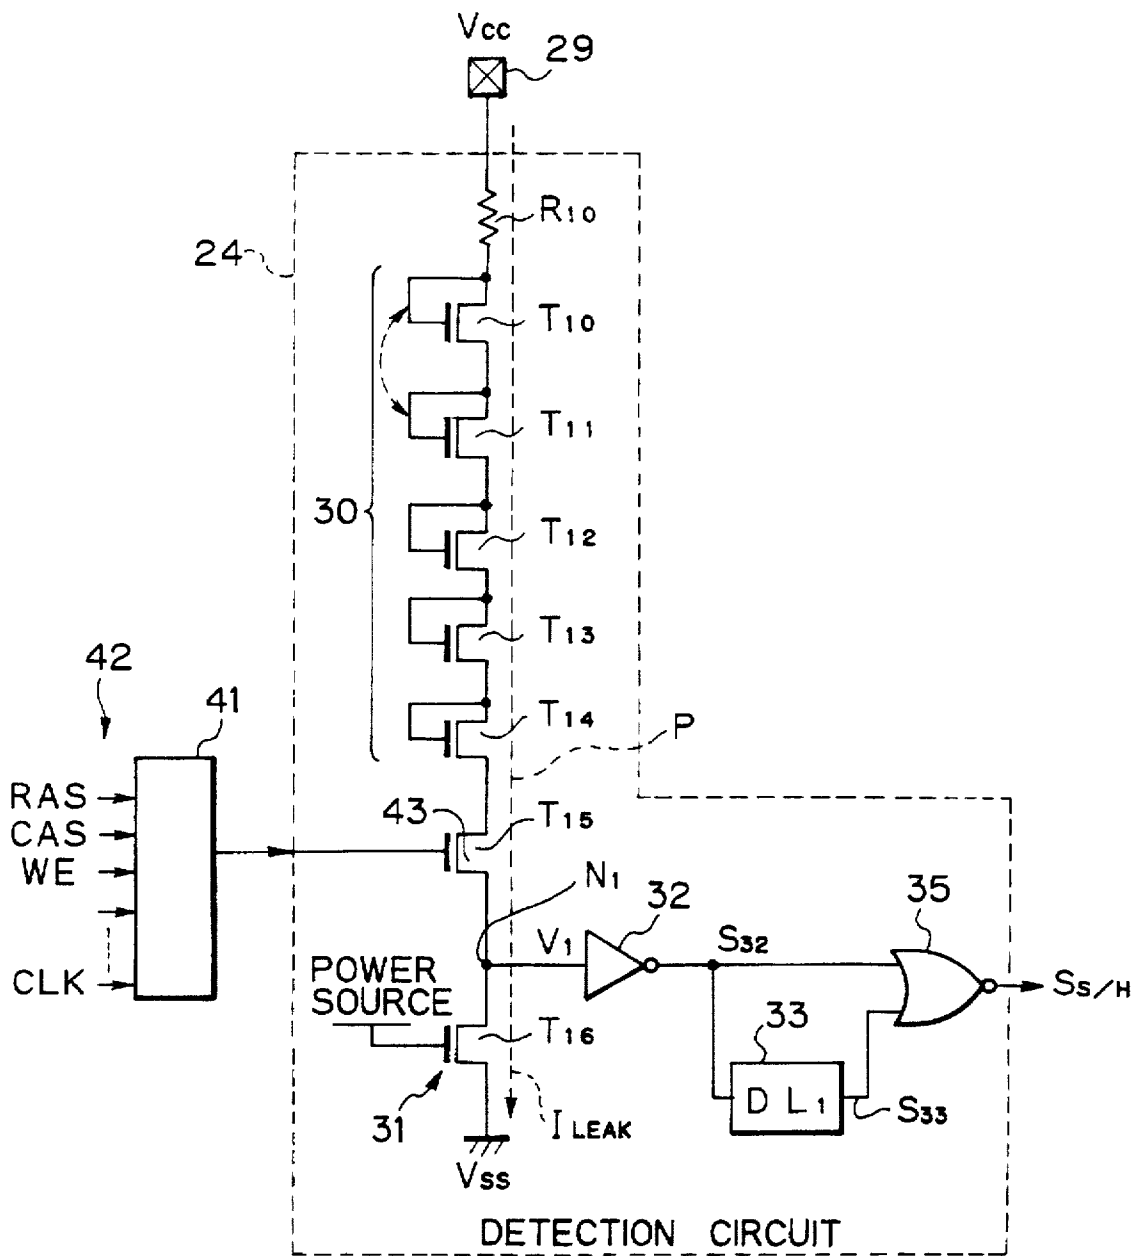 Vcc
29
R10
24
T10
T11
30
T12
T13
42
41
T14
P
RAS
CAS
WE
CLK
43
T15
N1
32
35
V1
S32
SS/H
POWER
SOURCE
T16
33
DL1
S33
31
ILEAK
Vss
DETECTION CIRCUIT